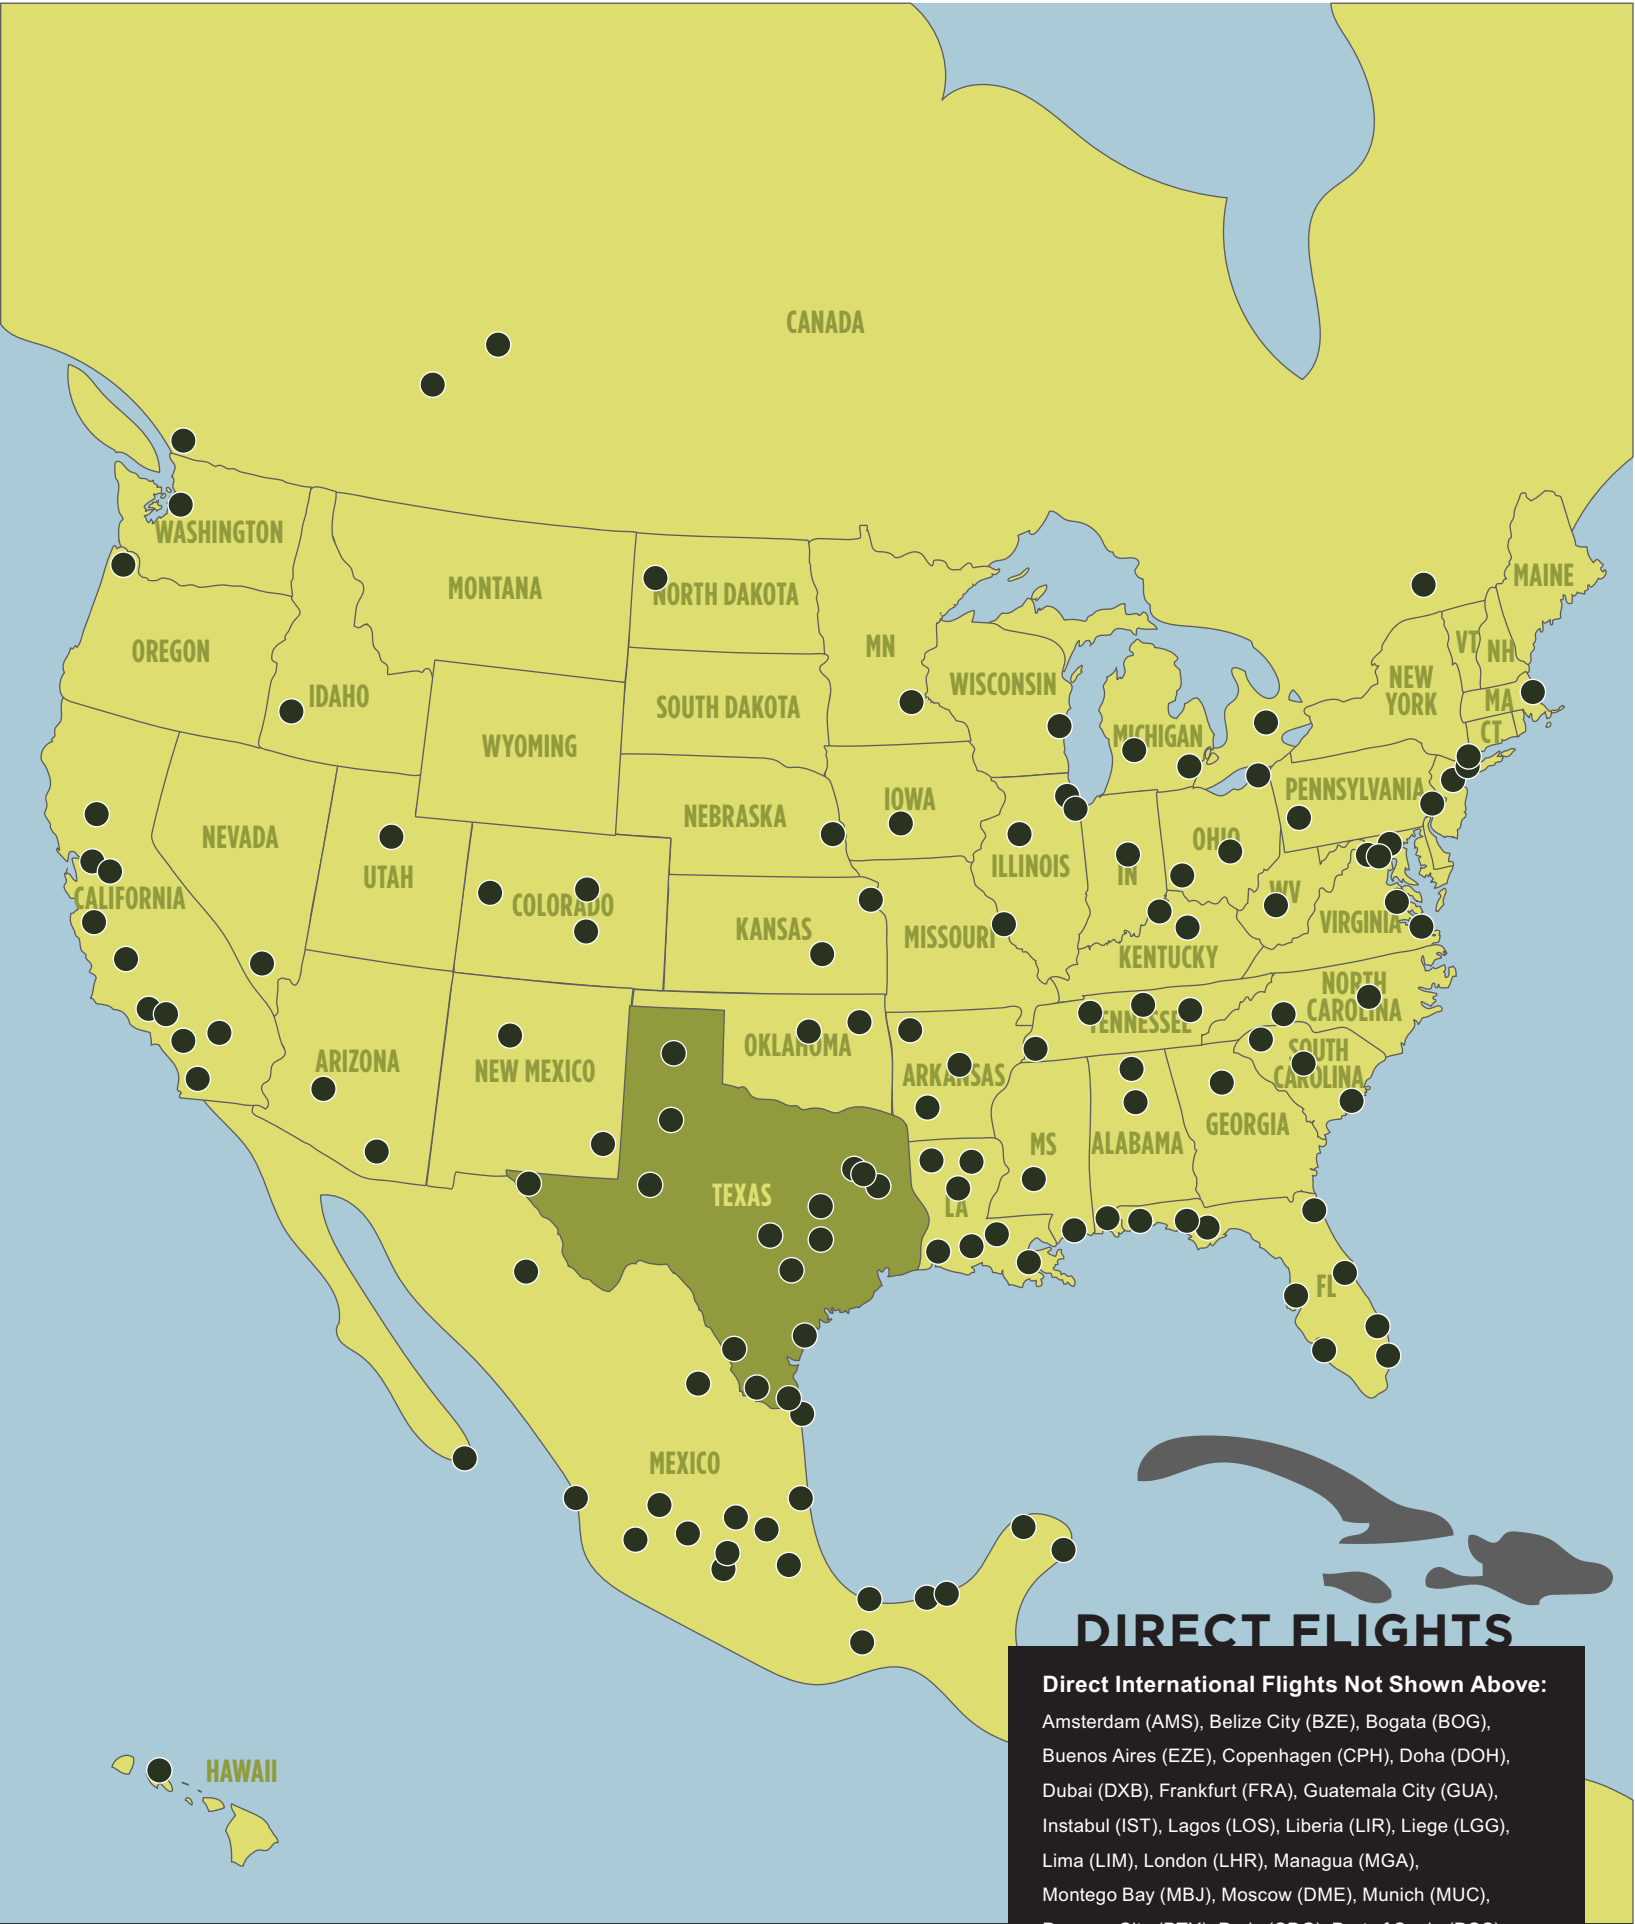 CANADA
WASHINGTON
MONTANA
NORTH DAKOTA
MAINE
OREGON
MN
VT
NH
IDAHO
WISCONSIN
NEW
YORK
SOUTH DAKOTA
MA
WYOMING
MICHIGAN
CT
PENNSYLVANIA
IOWA
NEBRASKA
NEVADA
OHIO
ILLINOIS
IN
UTAH
WV
CALIFORNIA
COLORADO
KANSAS
MISSOURI
VIRGINIA
KENTUCKY
NORTH
CAROLINA
TENNESSEE
OKLAHOMA
ARIZONA
NEW MEXICO
ARKANSAS
SOUTH
CAROLINA
GEORGIA
MS
ALABAMA
TEXAS
LA
FL
MEXICO
HAWAII
DIRECT FLIGHTS
Direct International Flights Not Shown Above:
Amsterdam (AMS), Belize City (BZE), Bogata (BOG),
Buenos Aires (EZE), Copenhagen (CPH), Doha (DOH),
Dubai (DXB), Frankfurt (FRA), Guatemala City (GUA),
Instabul (IST), Lagos (LOS), Liberia (LIR), Liege (LGG),
Lima (LIM), London (LHR), Managua (MGA),
Montego Bay (MBJ), Moscow (DME), Munich (MUC),